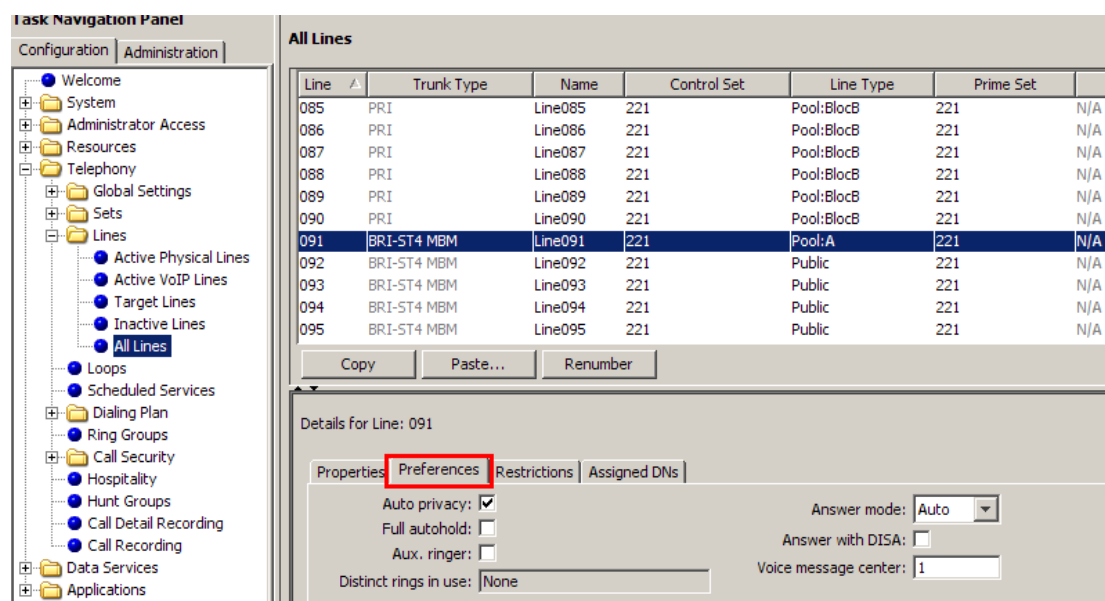 Task Navigation Panel
Configuration
Administration
Welcome
System
Administrator Access
Resources
Telephony
Global Settings
Sets
Lines
Active Physical Lines
Active VoIP Lines
Target Lines
Inactive Lines
All Lines
Loops
Scheduled Services
Dialing Plan
Ring Groups
Call Security
Hospitality
Hunt Groups
Call Detail Recording
Call Recording
Data Services
Applications
All Lines
Line Trunk Type Name Control Set Line Type Prime Set
085 PRI Line085 221 Pool:BlocB 221 N/A
086 PRI Line086 221 Pool:BlocB 221 N/A
087 PRI Line087 221 Pool:BlocB 221 N/A
088 PRI Line088 221 Pool:BlocB 221 N/A
089 PRI Line089 221 Pool:BlocB 221 N/A
090 PRI Line090 221 Pool:BlocB 221 N/A
091 BRI-ST4 MBM Line091 221 Pool:A 221 N/A
092 BRI-ST4 MBM Line092 221 Public 221 N/A
093 BRI-ST4 MBM Line093 221 Public 221 N/A
094 BRI-ST4 MBM Line094 221 Public 221 N/A
095 BRI-ST4 MBM Line095 221 Public 221 N/A
Copy Paste... Renumber
Details for Line: 091
Properties Preferences Restrictions Assigned DNs
Auto privacy:
Full autohold:
Aux. ringer:
Distinct rings in use: None
Answer mode: Auto
Answer with DISA:
Voice message center: 1